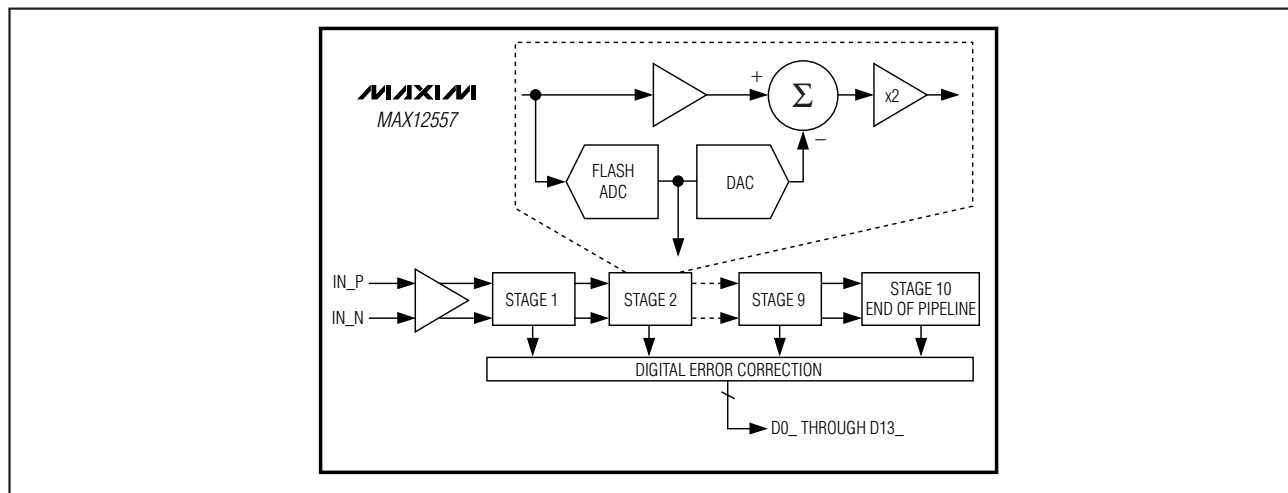 MAXIM
MAX12557
+
Σ
x2
−
FLASH
ADC
DAC
IN_P
IN_N
STAGE 1
STAGE 2
STAGE 9
STAGE 10
END OF PIPELINE
DIGITAL ERROR CORRECTION
D0_ THROUGH D13_